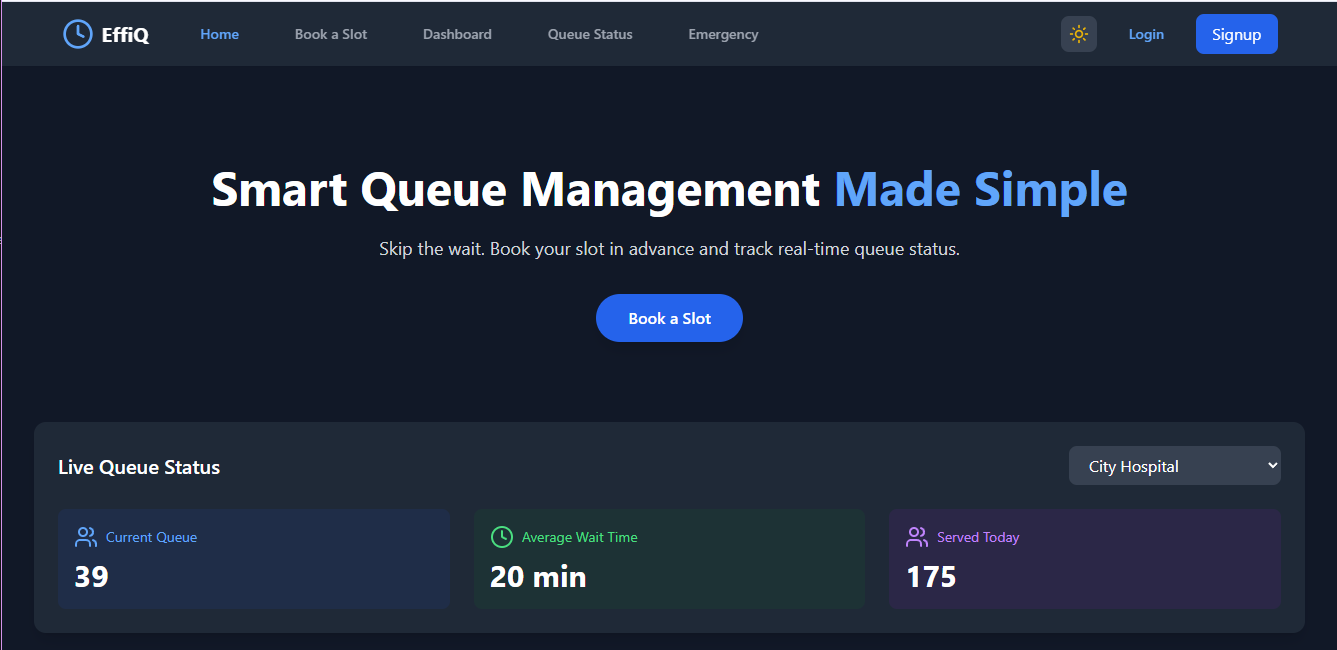 EffiQ Home Book a Slot Dashboard Queue Status Emergency Login Signup
Smart Queue Management Made Simple
Skip the wait. Book your slot in advance and track real-time queue status.
Book a Slot
Live Queue Status City Hospital
Current Queue Average Wait Time Served Today
39 20 min 175